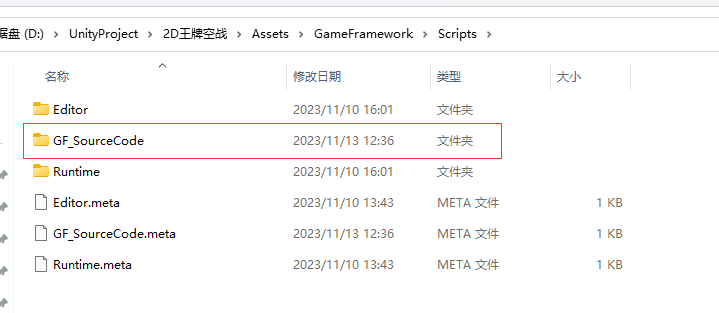 据盘 (D:) > UnityProject > 2D王牌空战 > Assets > GameFramework > Scripts >
名称 修改日期 类型 大小
Editor 2023/11/10 16:01 文件夹
GF_SourceCode 2023/11/13 12:36 文件夹
Runtime 2023/11/10 16:01 文件夹
Editor.meta 2023/11/10 13:43 META 文件 1 KB
GF_SourceCode.meta 2023/11/13 12:36 META 文件 1 KB
Runtime.meta 2023/11/10 13:43 META 文件 1 KB